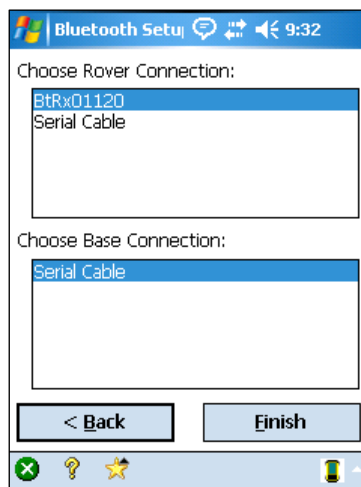 Bluetooth Setu 9:32
Choose Rover Connection:
BtRx01120
Serial Cable
Choose Base Connection:
Serial Cable
< Back
Finish